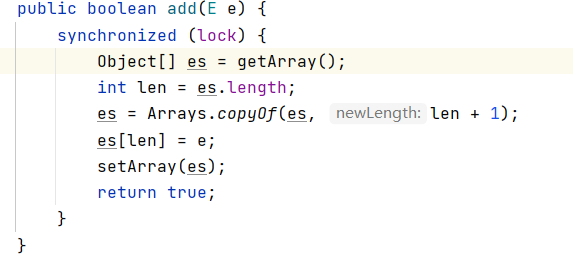 public boolean add(E e) {
    synchronized (lock) {
        Object[] es = getArray();
        int len = es.length;
        es = Arrays.copyOf(es, newLength: len + 1);
        es[len] = e;
        setArray(es);
        return true;
    }
}